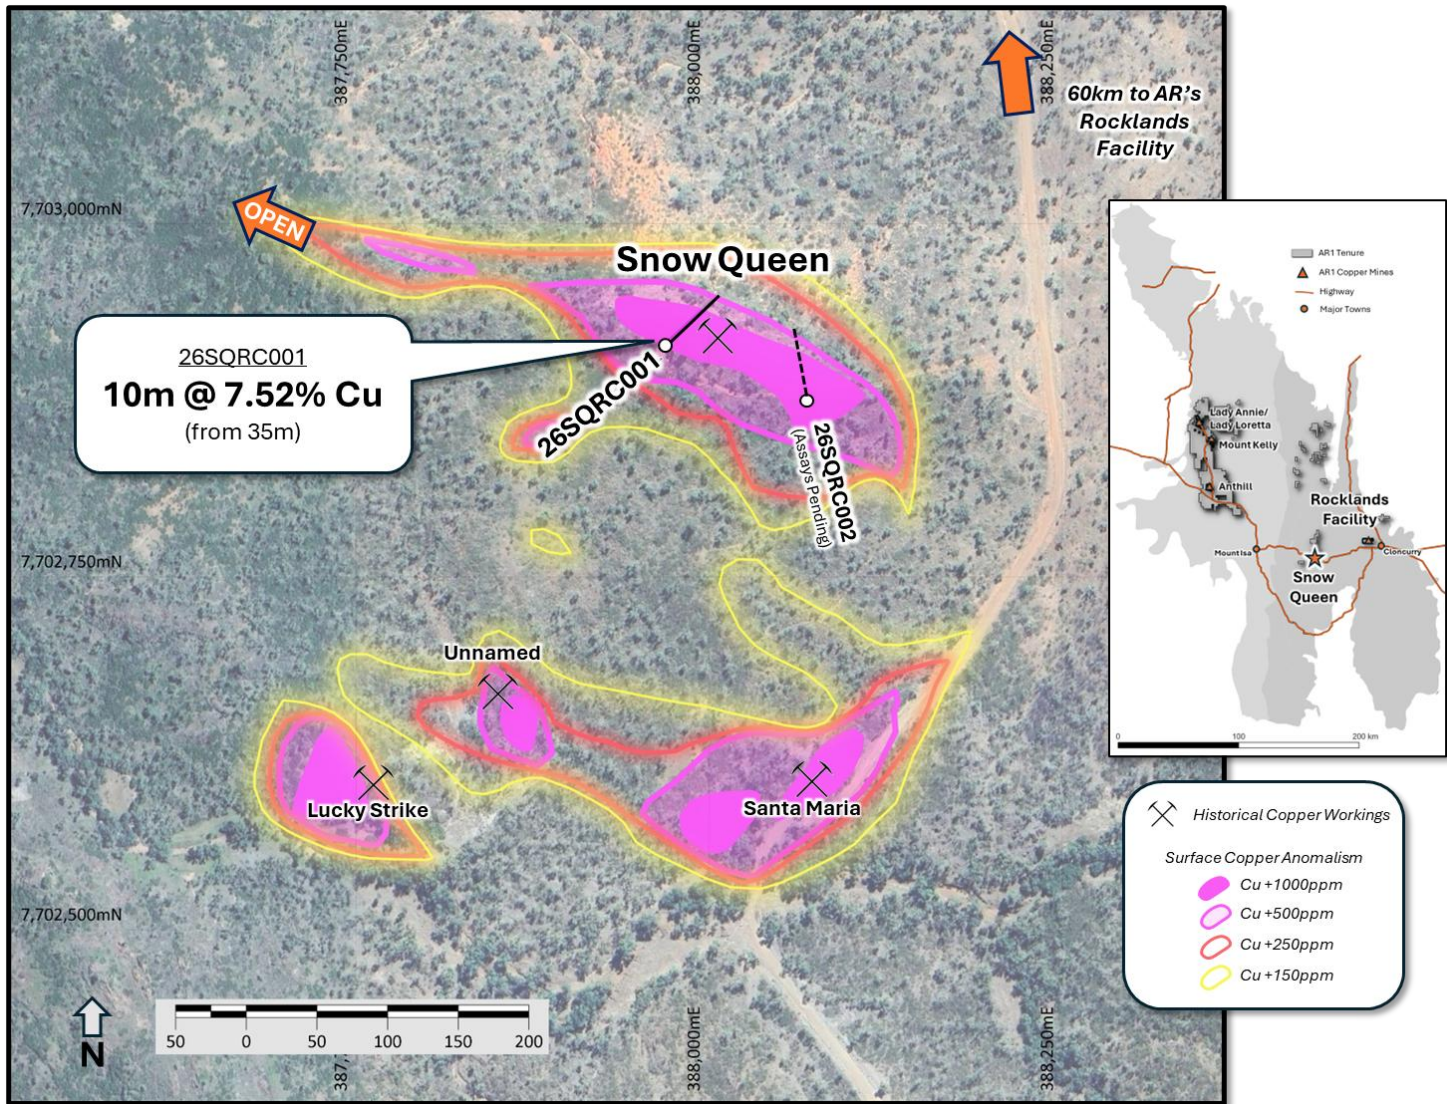 387,750mE
388,000mE
388,250mE
60km to AR's
Rocklands
Facility
7,703,000mN
OPEN
Snow Queen
26SQRC001
10m @ 7.52% Cu
(from 35m)
26SQRC001
26SQRC002
(Assays Pending)
7,702,750mN
Unnamed
Lucky Strike
Santa Maria
7,702,500mN
N
50
0
50
100
150
200
387,
388,000mE
388,250mE
AR1 Tenure
AR1 Copper Mines
Highway
Major Towns
Lady Annie/
Lady Loretta
Mount Kelly
Anthill
Rocklands
Facility
Mount Isa
Cloncurry
Snow
Queen
0
100
200 km
Historical Copper Workings
Surface Copper Anomalism
Cu +1000ppm
Cu +500ppm
Cu +250ppm
Cu +150ppm